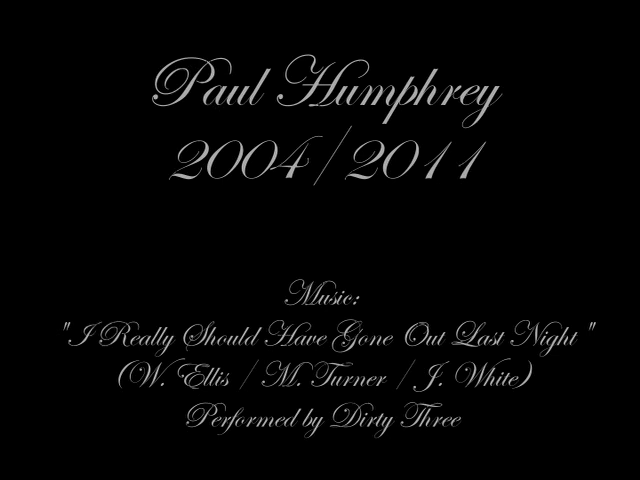 Paul Humphrey
2004/2011
Music:
"I Really Should Have Gone Out Last Night "
(W. Ellis / M. Turner / J. White)
Performed by Dirty Three